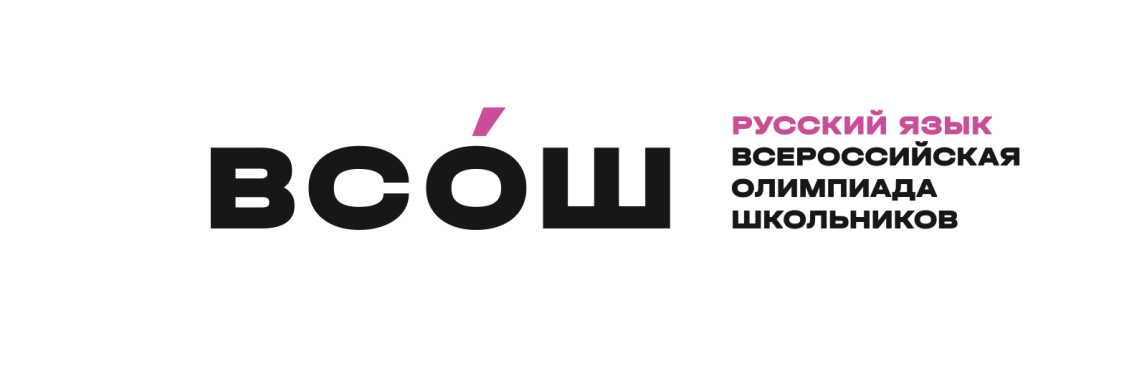 ВСО́Ш
РУССКИЙ ЯЗЫК
ВСЕРОССИЙСКАЯ
ОЛИМПИАДА
ШКОЛЬНИКОВ